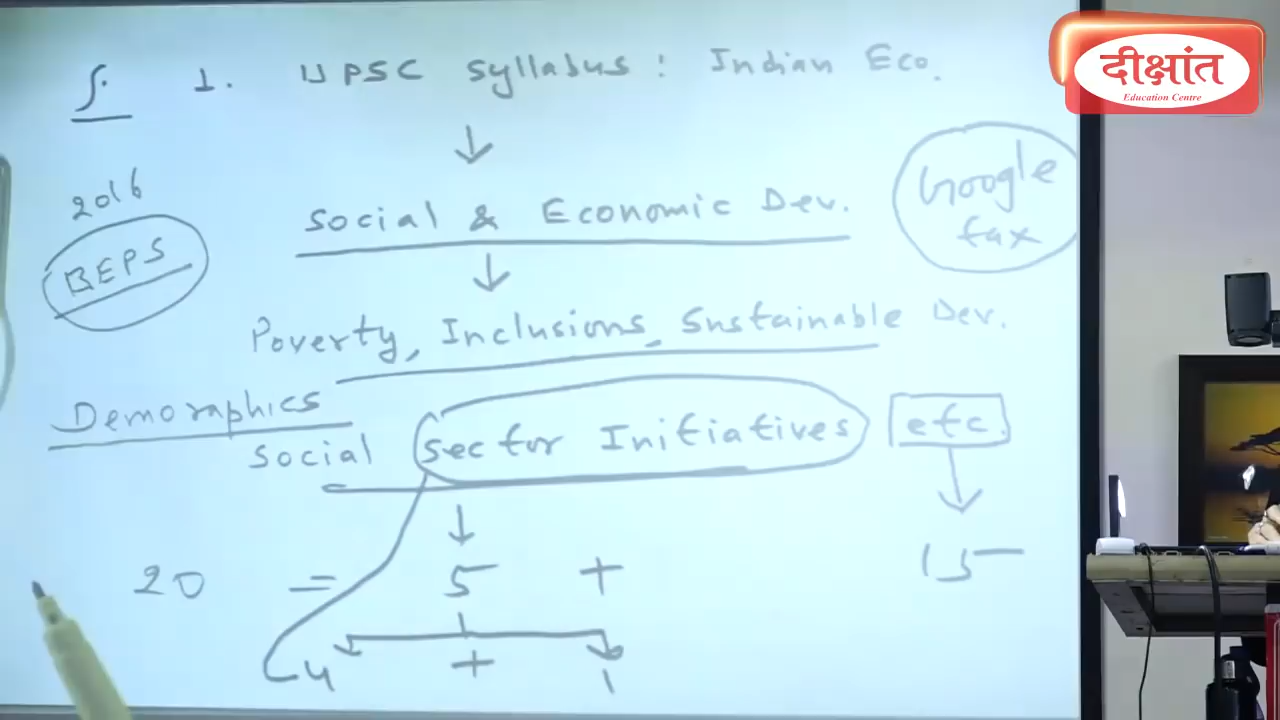 1. UPSC Syllabus : Indian Eco.
दीक्षांत
Education Centre
2016
BEPS
Social & Economic Dev.
Google
tax
Poverty, Inclusions, Sustainable Dev.
Demoraphics
Social Sector Initiatives etc.
20 = 5 + 15
4 + 1